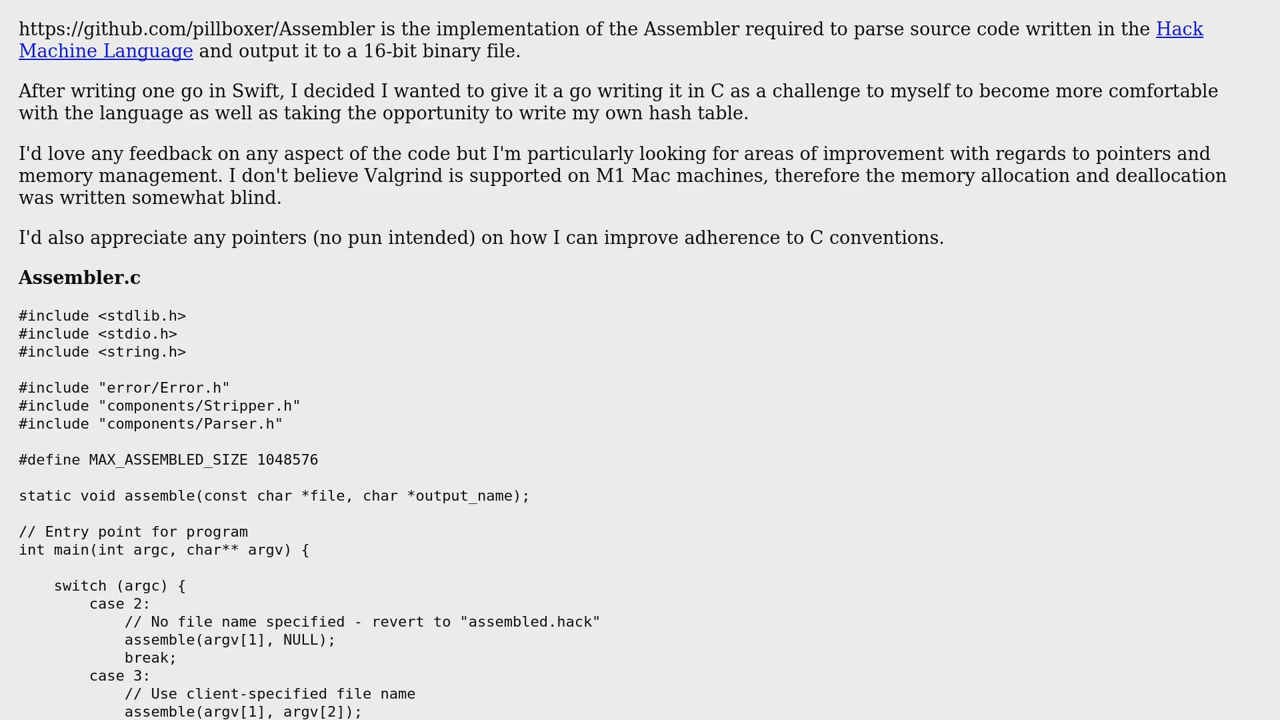 https://github.com/pillboxer/Assembler is the implementation of the Assembler required to parse source code written in the Hack
Machine Language and output it to a 16-bit binary file.
After writing one go in Swift, I decided I wanted to give it a go writing it in C as a challenge to myself to become more comfortable
with the language as well as taking the opportunity to write my own hash table.
I'd love any feedback on any aspect of the code but I'm particularly looking for areas of improvement with regards to pointers and
memory management. I don't believe Valgrind is supported on M1 Mac machines, therefore the memory allocation and deallocation
was written somewhat blind.
I'd also appreciate any pointers (no pun intended) on how I can improve adherence to C conventions.
Assembler.c
#include <stdlib.h>
#include <stdio.h>
#include <string.h>
#include "error/Error.h"
#include "components/Stripper.h"
#include "components/Parser.h"
#define MAX_ASSEMBLED_SIZE 1048576
static void assemble(const char *file, char *output_name);
// Entry point for program
int main(int argc, char** argv) {
    switch (argc) {
        case 2:
            // No file name specified - revert to "assembled.hack"
            assemble(argv[1], NULL);
            break;
        case 3:
            // Use client-specified file name
            assemble(argv[1], argv[2]);